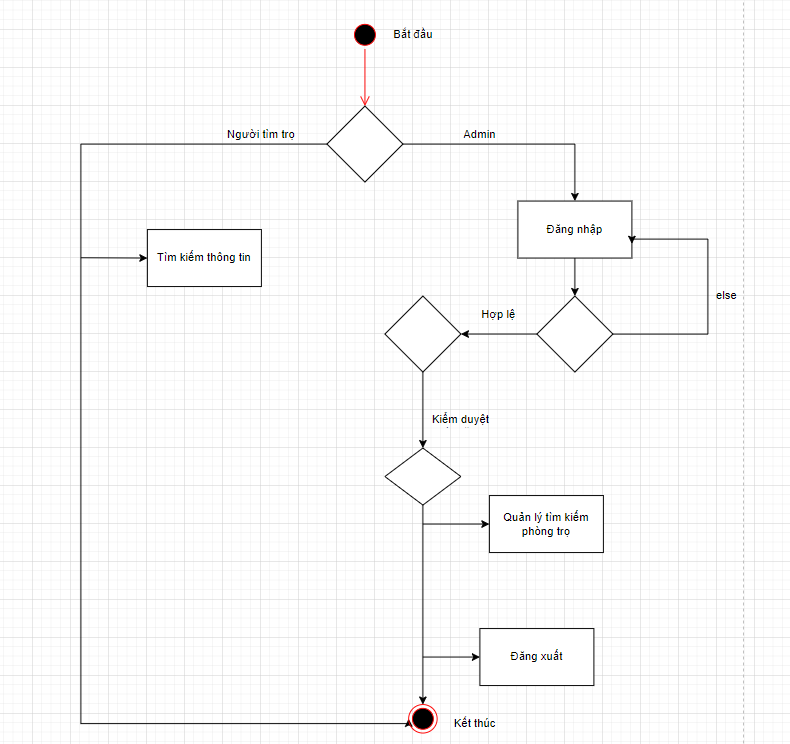 Bắt đầu
Người tìm trọ
Admin
Đăng nhập
Tìm kiếm thông tin
else
Hợp lệ
Kiểm duyệt
Quản lý tìm kiếm
phòng trọ
Đăng xuất
Kết thúc